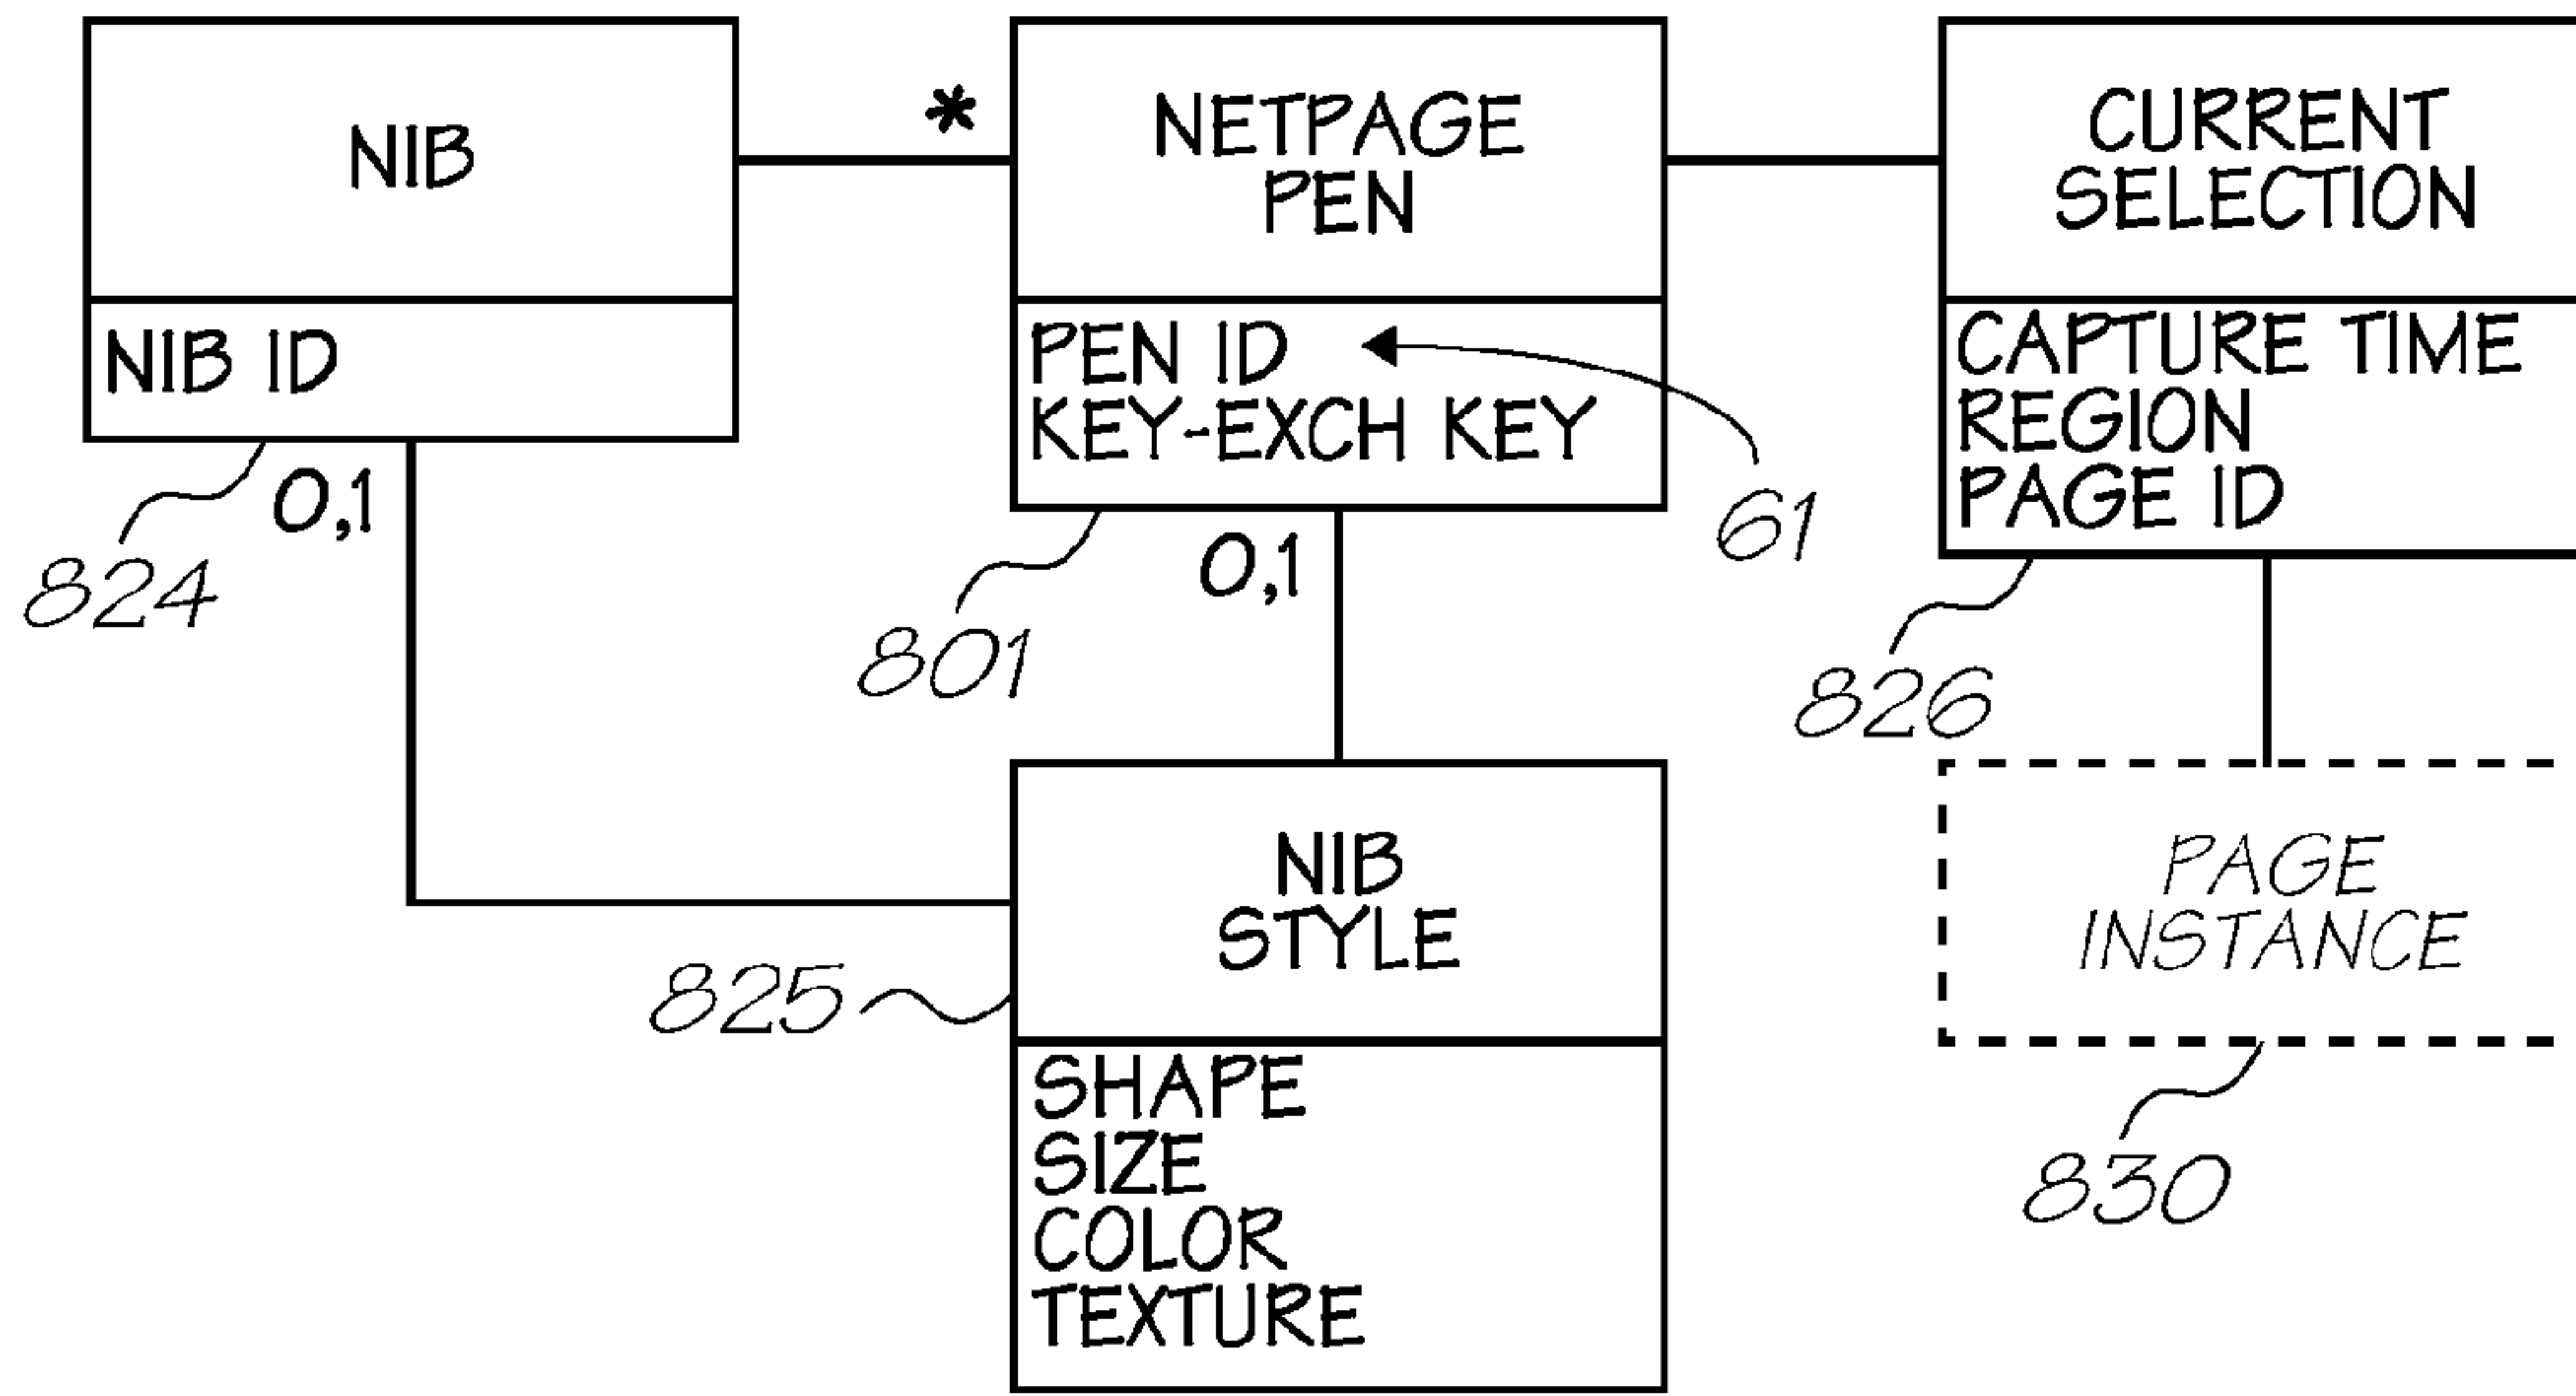 NIB
NIB ID
824
0,1
*
NETPAGE
PEN
PEN ID
KEY-EXCH KEY
61
801
0,1
CURRENT
SELECTION
CAPTURE TIME
REGION
PAGE ID
826
NIB
STYLE
825
SHAPE
SIZE
COLOR
TEXTURE
PAGE
INSTANCE
830